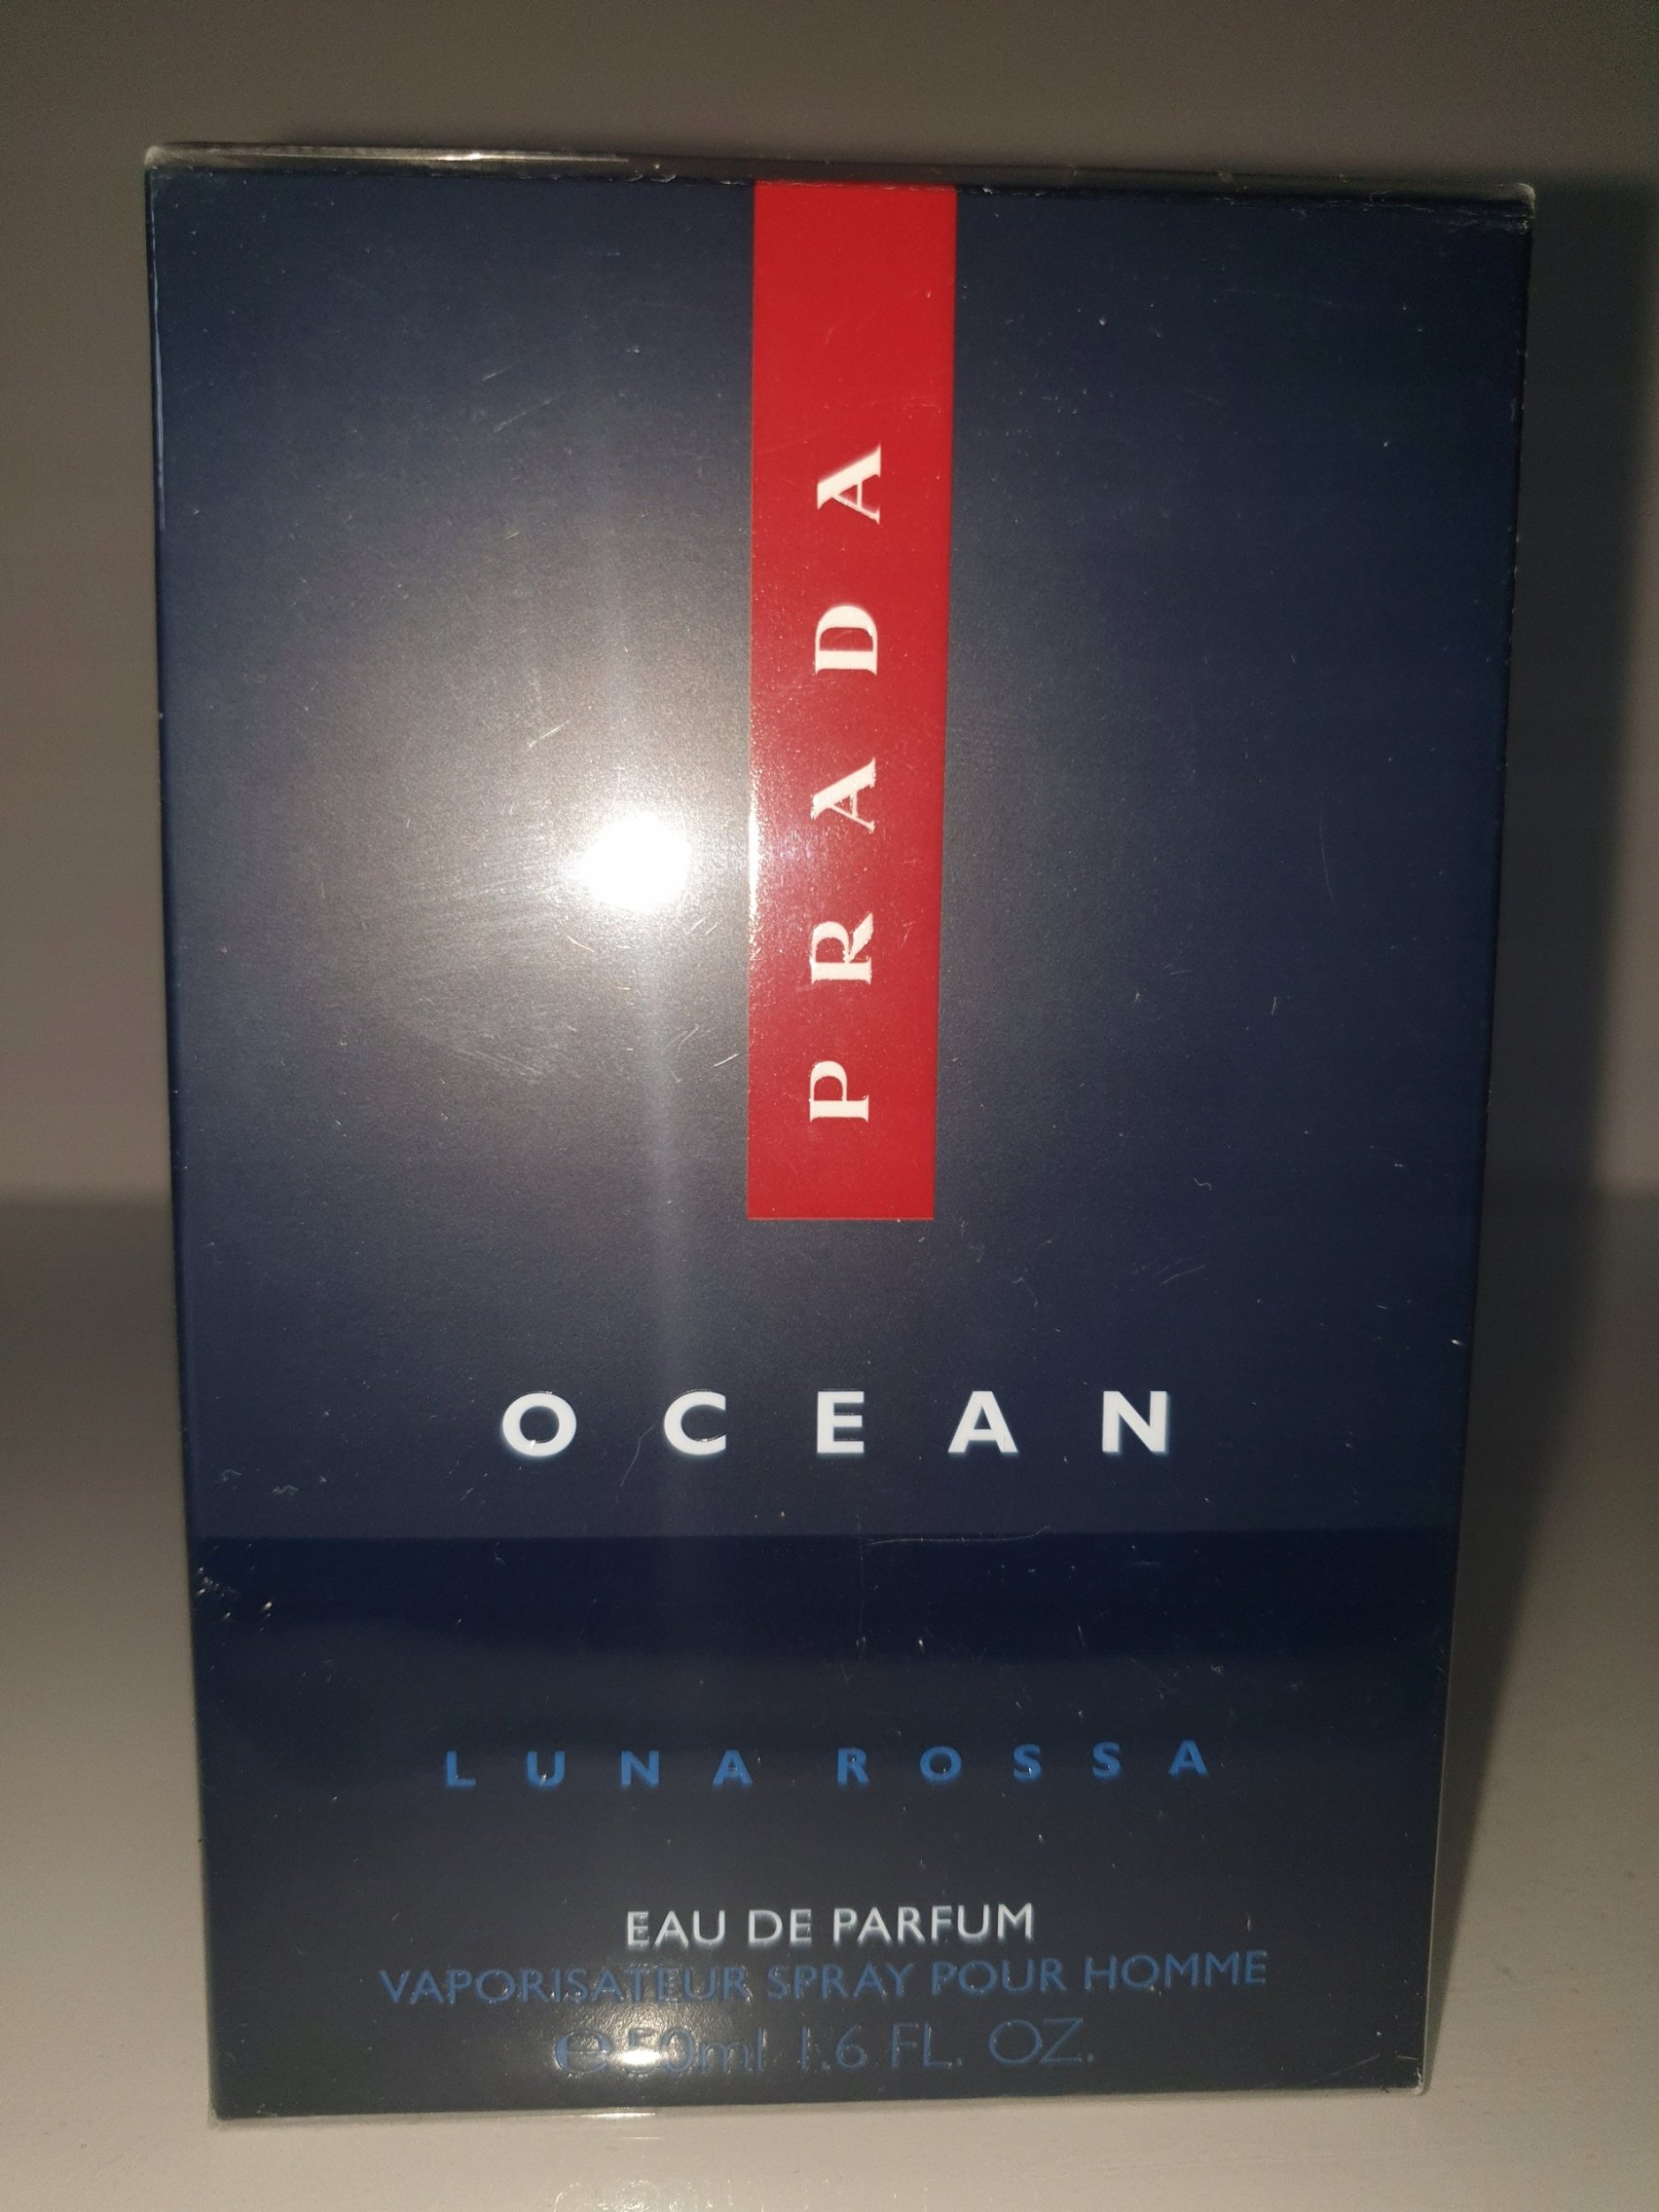 PRADA
OCEAN
LUNA ROSSA
EAU DE PARFUM
VAPORISATEUR SPRAY POUR HOMME
℮50ml 1.6 FL. OZ.